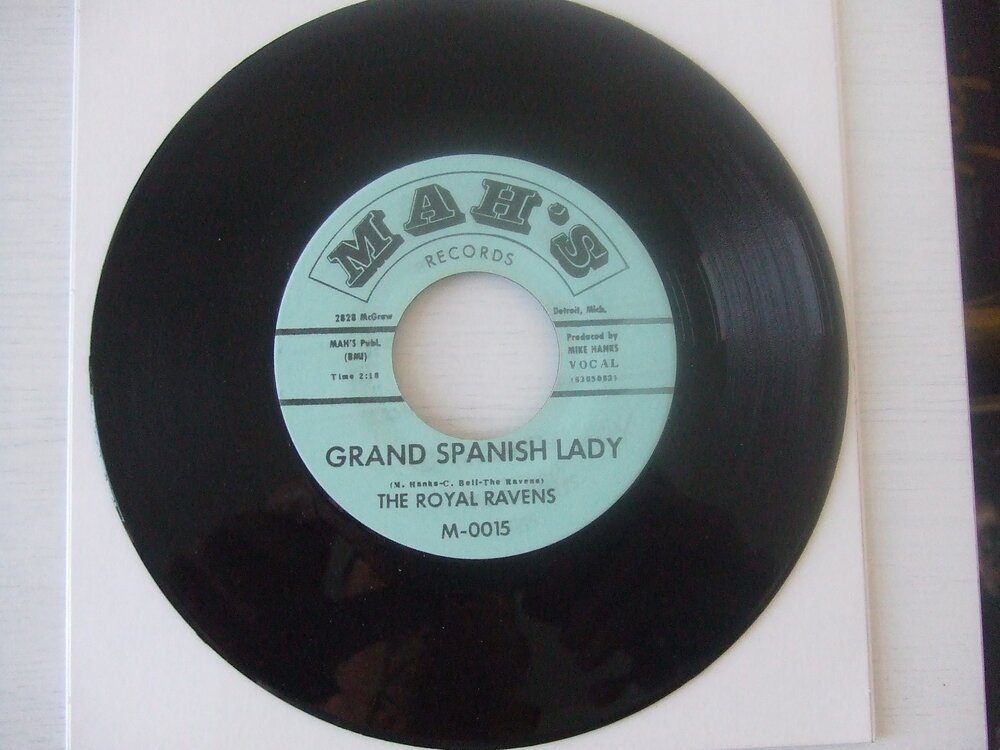 MAH'S
RECORDS
2828 McGraw
Detroit, Mich.
MAH'S Publ.
(BMI)
Time 2:18
Produced by
MIKE HANKS
VOCAL
GRAND SPANISH LADY
(M. Hanks-C. Bell-The Ravens)
THE ROYAL RAVENS
M-0015